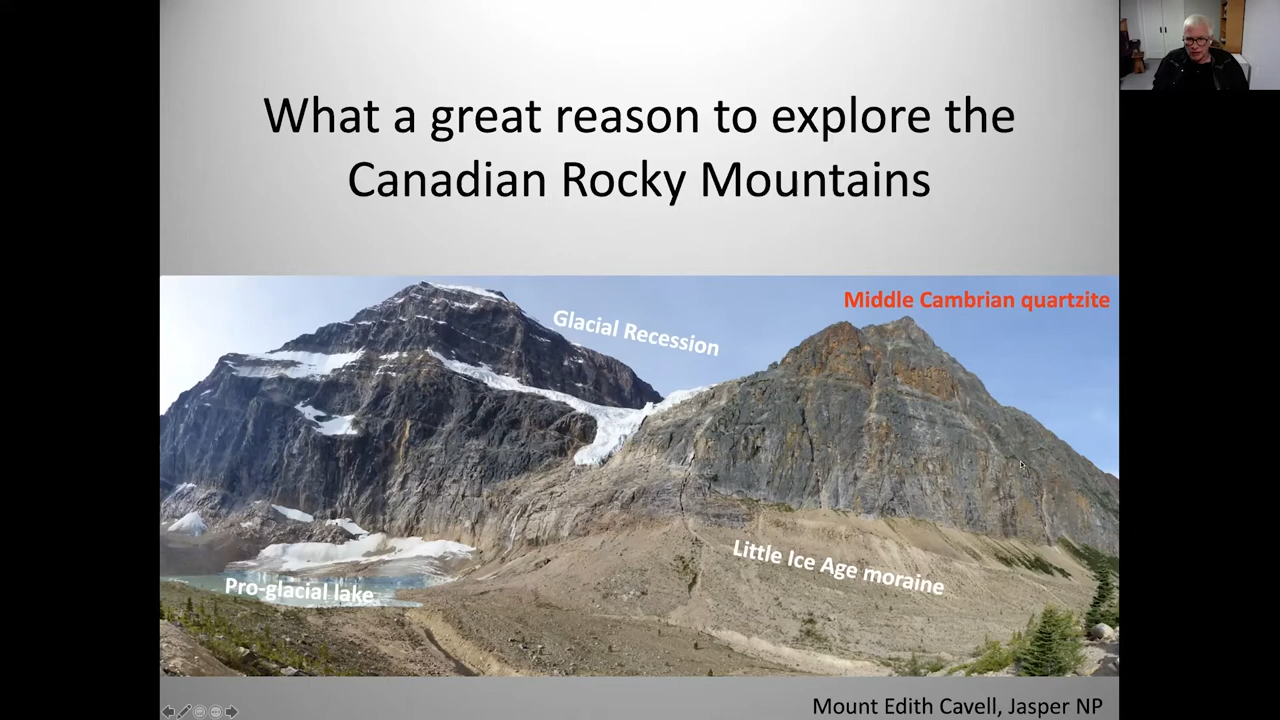 What a great reason to explore the
Canadian Rocky Mountains
Glacial Recession
Middle Cambrian quartzite
Little Ice Age moraine
Pro-glacial lake
Mount Edith Cavell, Jasper NP